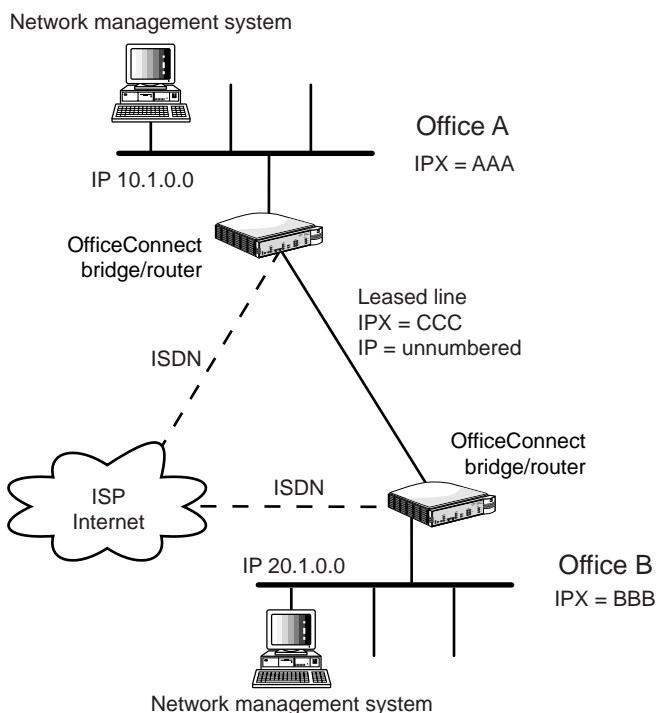 Network management system
Office A
IPX = AAA
IP 10.1.0.0
OfficeConnect
bridge/router
Leased line
IPX = CCC
IP = unnumbered
ISDN
OfficeConnect
bridge/router
ISP
Internet
ISDN
IP 20.1.0.0
Office B
IPX = BBB
Network management system